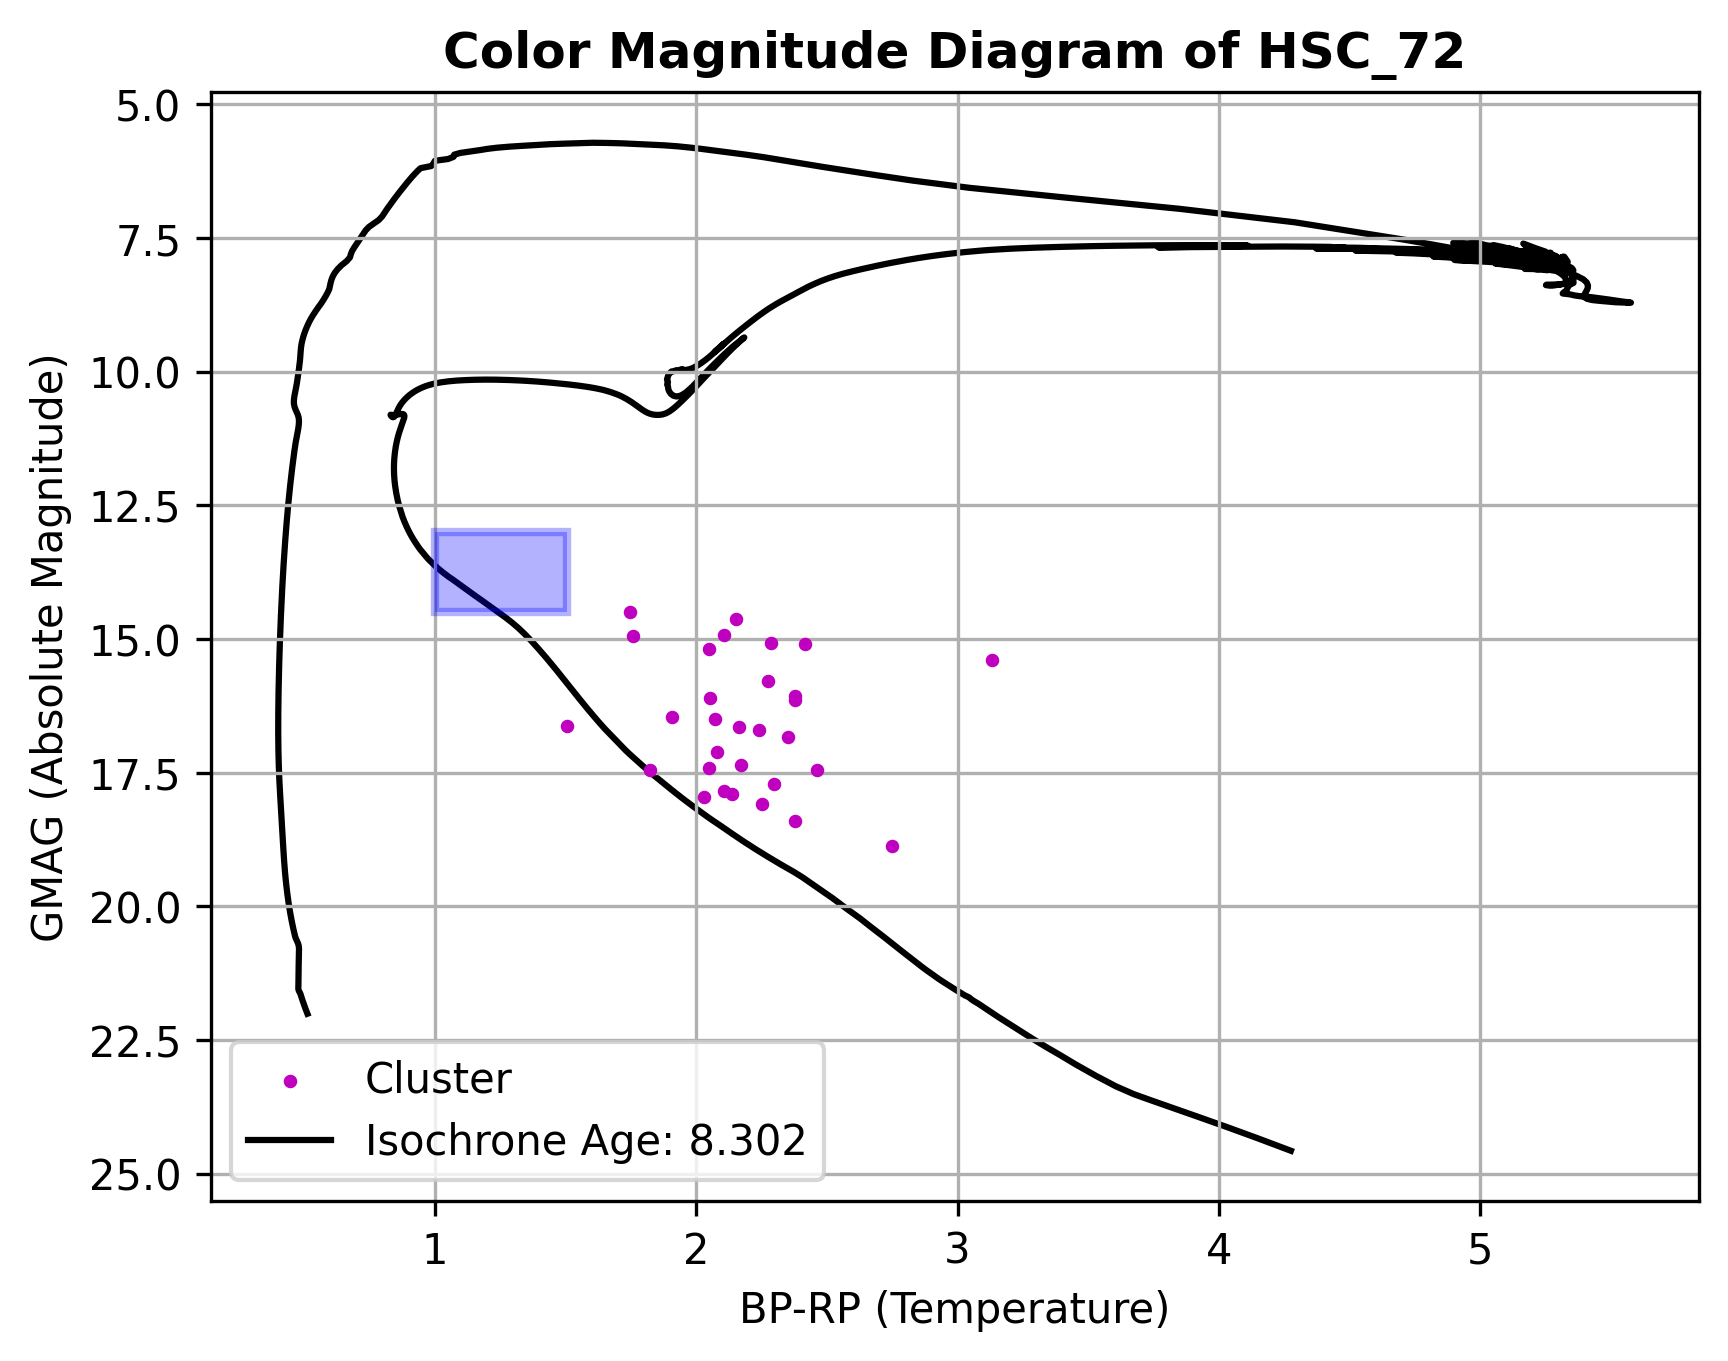 Color Magnitude Diagram of HSC_72
GMAG (Absolute Magnitude)
5.0
7.5
10.0
12.5
15.0
17.5
20.0
22.5
25.0
Cluster
Isochrone Age: 8.302
1 2 3 4 5
BP-RP (Temperature)